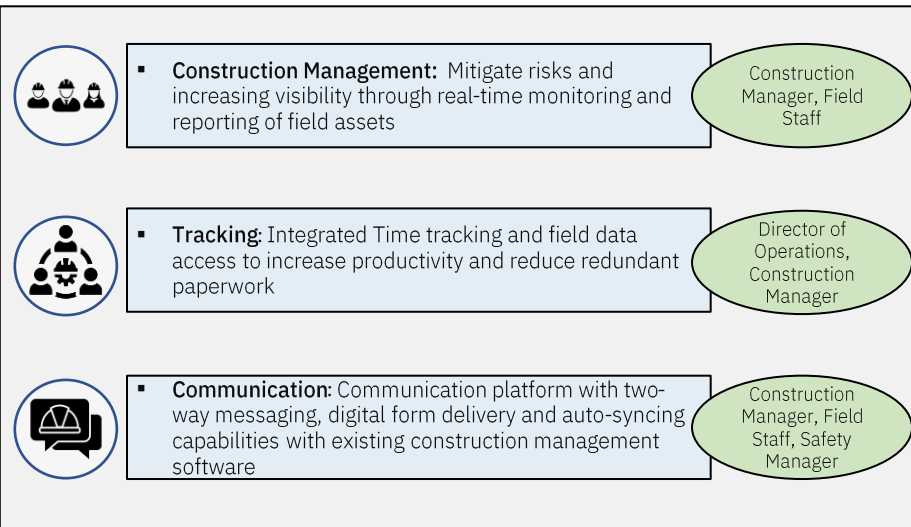 ▪ Construction Management: Mitigate risks and
increasing visibility through real-time monitoring and
reporting of field assets
Construction
Manager, Field
Staff
▪ Tracking: Integrated Time tracking and field data
access to increase productivity and reduce redundant
paperwork
Director of
Operations,
Construction
Manager
▪ Communication: Communication platform with two-
way messaging, digital form delivery and auto-syncing
capabilities with existing construction management
software
Construction
Manager, Field
Staff, Safety
Manager